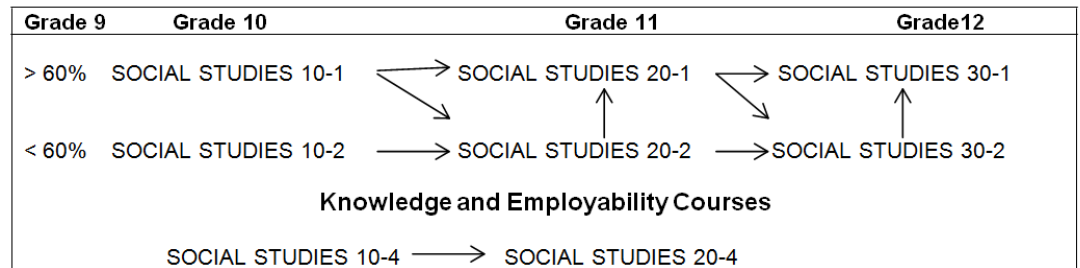 Grade 9 Grade 10 Grade 11 Grade12
> 60% SOCIAL STUDIES 10-1 SOCIAL STUDIES 20-1 SOCIAL STUDIES 30-1
< 60% SOCIAL STUDIES 10-2 SOCIAL STUDIES 20-2 SOCIAL STUDIES 30-2
Knowledge and Employability Courses
SOCIAL STUDIES 10-4 SOCIAL STUDIES 20-4